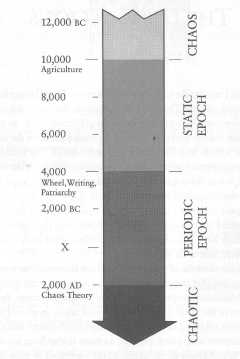 12,000 BC
CHAOS
10,000
Agriculture
8,000
STATIC
EPOCH
6,000
4,000
Wheel, Writing,
Patriarchy
2,000 BC
PERIODIC
EPOCH
X
2,000 AD
Chaos Theory
CHAOTIC